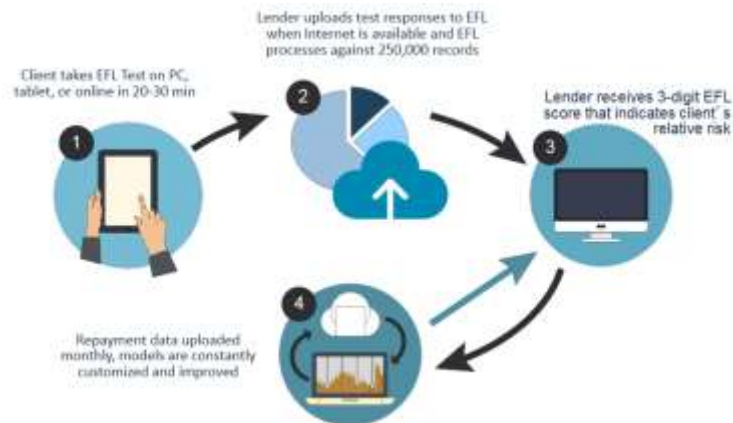 Lender uploads test responses to EFL
when Internet is available and EFL
processes against 250,000 records
Client takes EFL Test on PC,
tablet, or online in 20-30 min
1
2
Lender receives 3-digit EFL
score that indicates client's
relative risk
3
4
Repayment data uploaded
monthly, models are constantly
customized and improved